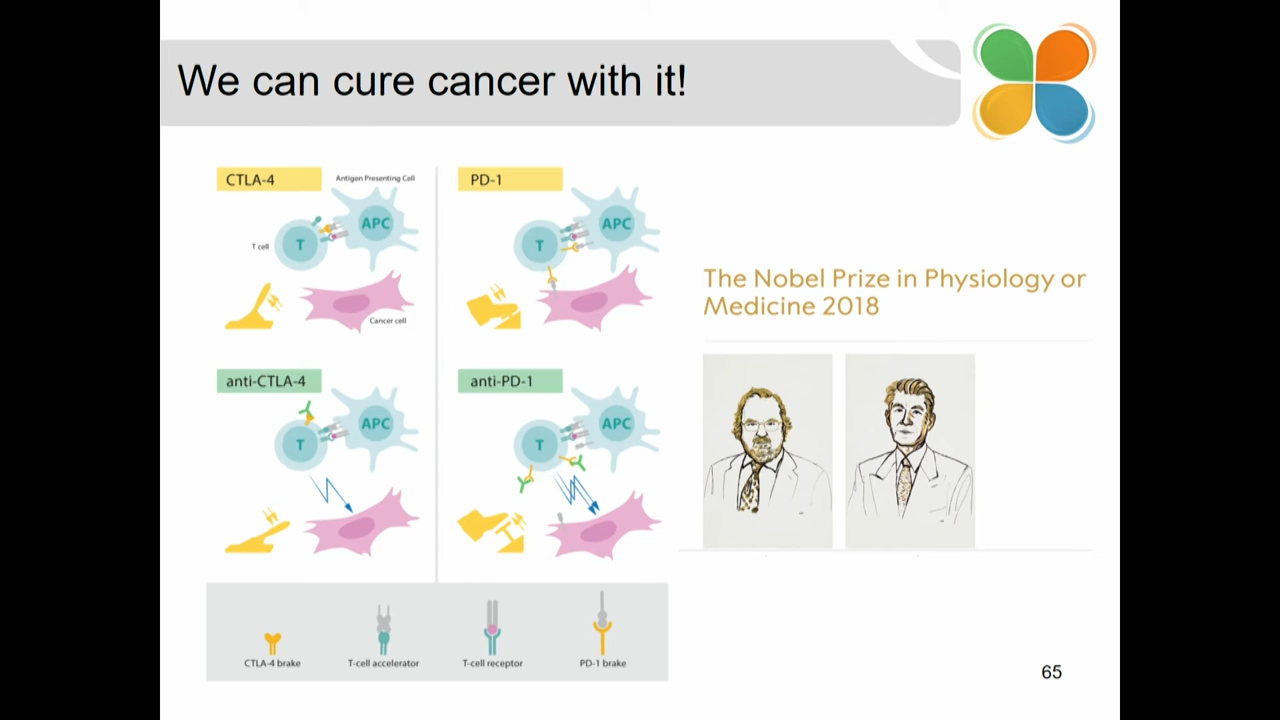 We can cure cancer with it!
CTLA-4
Antigen Presenting Cell
APC
T
T cell
Cancer cell
PD-1
APC
T
The Nobel Prize in Physiology or
Medicine 2018
anti-CTLA-4
APC
T
anti-PD-1
APC
T
CTLA-4 brake
T-cell accelerator
T-cell receptor
PD-1 brake
65